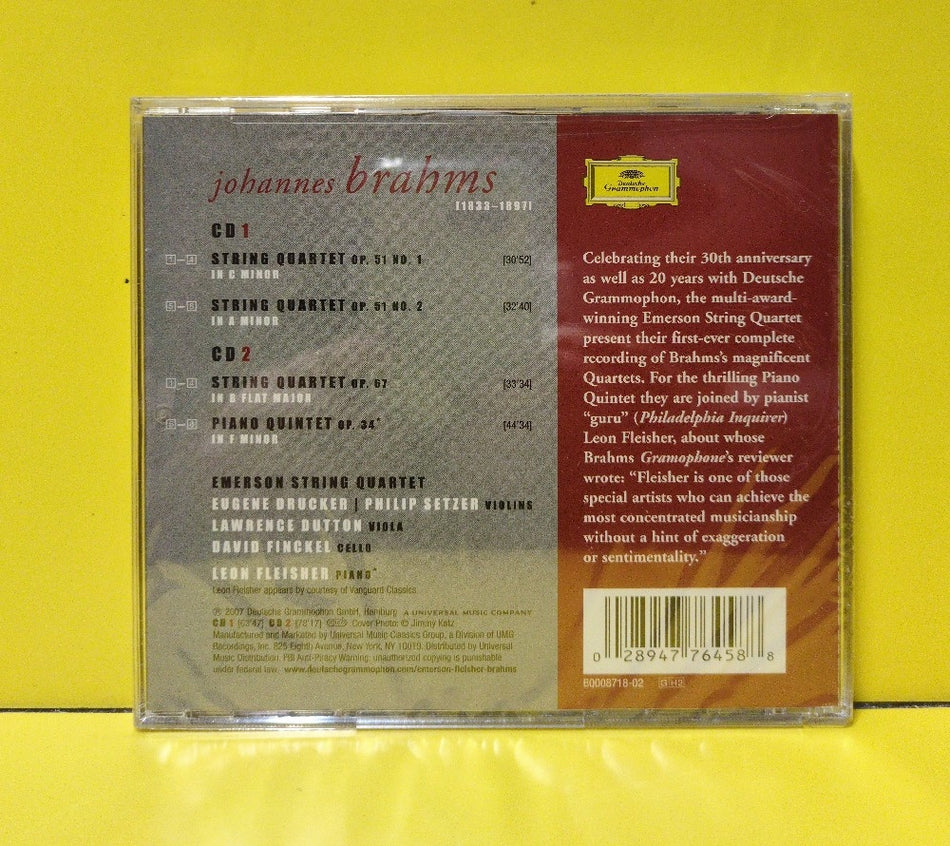 johannes brahms
[1833–1897]
CD 1
1–4 STRING QUARTET OP. 51 NO. 1 [30'52]
IN C MINOR
5–8 STRING QUARTET OP. 51 NO. 2 [32'40]
IN A MINOR
CD 2
1–4 STRING QUARTET OP. 67 [33'34]
IN B FLAT MAJOR
5–8 PIANO QUINTET OP. 34* [44'34]
IN F MINOR
EMERSON STRING QUARTET
EUGENE DRUCKER | PHILIP SETZER VIOLINS
LAWRENCE DUTTON VIOLA
DAVID FINCKEL CELLO
LEON FLEISHER PIANO*
Leon Fleisher appears by courtesy of Vanguard Classics
℗ 2007 Deutsche Grammophon GmbH, Hamburg A UNIVERSAL MUSIC COMPANY
CD 1 [63'47] CD 2 [78'17] Cover Photo: © Jimmy Katz
Manufactured and Marketed by Universal Music Classics Group, a Division of UMG
Recordings, Inc. 825 Eighth Avenue, New York, NY 10019. Distributed by Universal
Music Distribution. FBI Anti-Piracy Warning: unauthorized copying is punishable
under federal law. www.deutschegrammophon.com/emerson-fleisher-brahms
Deutsche
Grammophon
Celebrating their 30th anniversary
as well as 20 years with Deutsche
Grammophon, the multi-award-
winning Emerson String Quartet
present their first-ever complete
recording of Brahms's magnificent
Quartets. For the thrilling Piano
Quintet they are joined by pianist
"guru" (Philadelphia Inquirer)
Leon Fleisher, about whose
Brahms Gramophone's reviewer
wrote: "Fleisher is one of those
special artists who can achieve the
most concentrated musicianship
without a hint of exaggeration
or sentimentality."
0 28947 76458 8
B0008718-02 G H2